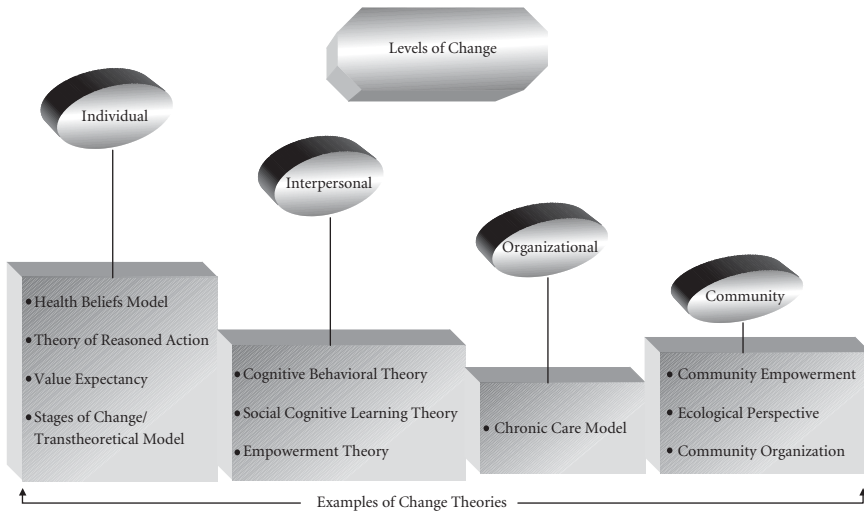 Levels of Change
Individual
Interpersonal
Organizational
Community
• Health Beliefs Model
• Theory of Reasoned Action
• Value Expectancy
• Stages of Change/
Transtheoretical Model
• Cognitive Behavioral Theory
• Social Cognitive Learning Theory
• Empowerment Theory
• Chronic Care Model
• Community Empowerment
• Ecological Perspective
• Community Organization
Examples of Change Theories